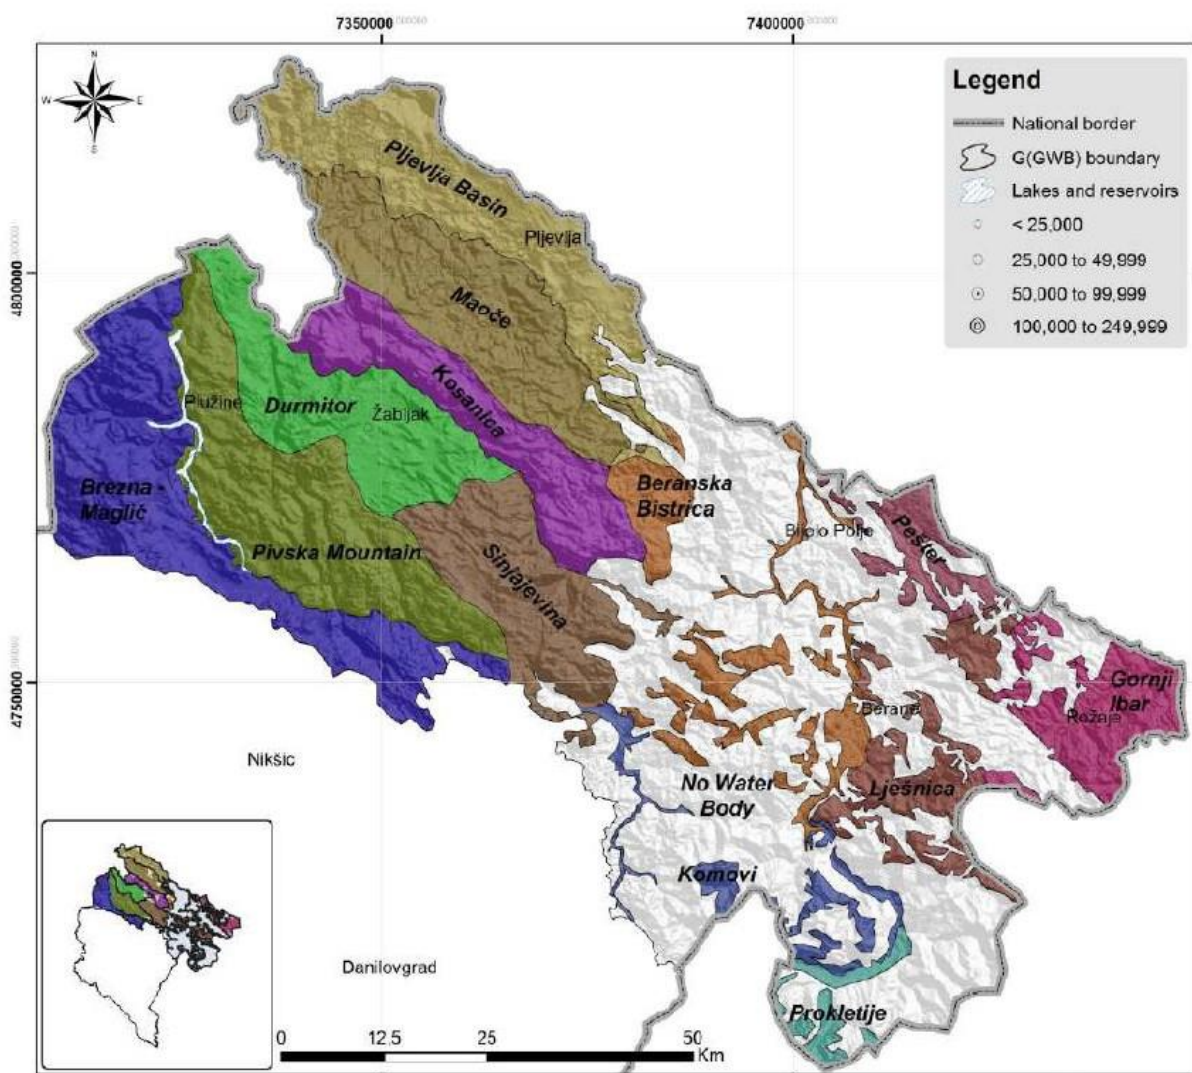 7350000
7400000
N
W E
S
Legend
National border
G(GWB) boundary
Lakes and reservoirs
< 25,000
25,000 to 49,999
50,000 to 99,999
100,000 to 249,999
4800000
4750000
Pljevlja Basin
Pljevlja
Maoče
Kosanica
Plužine
Durmitor
Žabljak
Brezna -
Maglič
Pivska Mountain
Sinjajevina
Beranska
Bistrica
Bijelo Polje
Pešter
Gornji
Ibar
Rožaje
Berane
Nikšic
No Water
Body
Lješnica
Komovi
Danilovgrad
Prokletije
0 12.5 25 50
Km